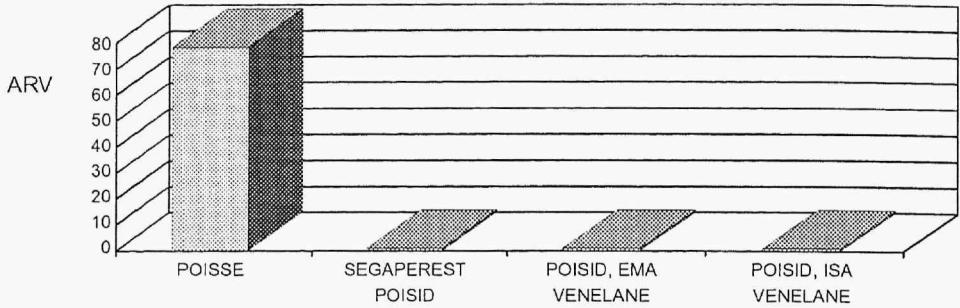 80
70
ARV
60
50
40
30
20
10
0
POISSE
SEGAPEREST POISID
POISID, EMA VENELANE
POISID, ISA VENELANE